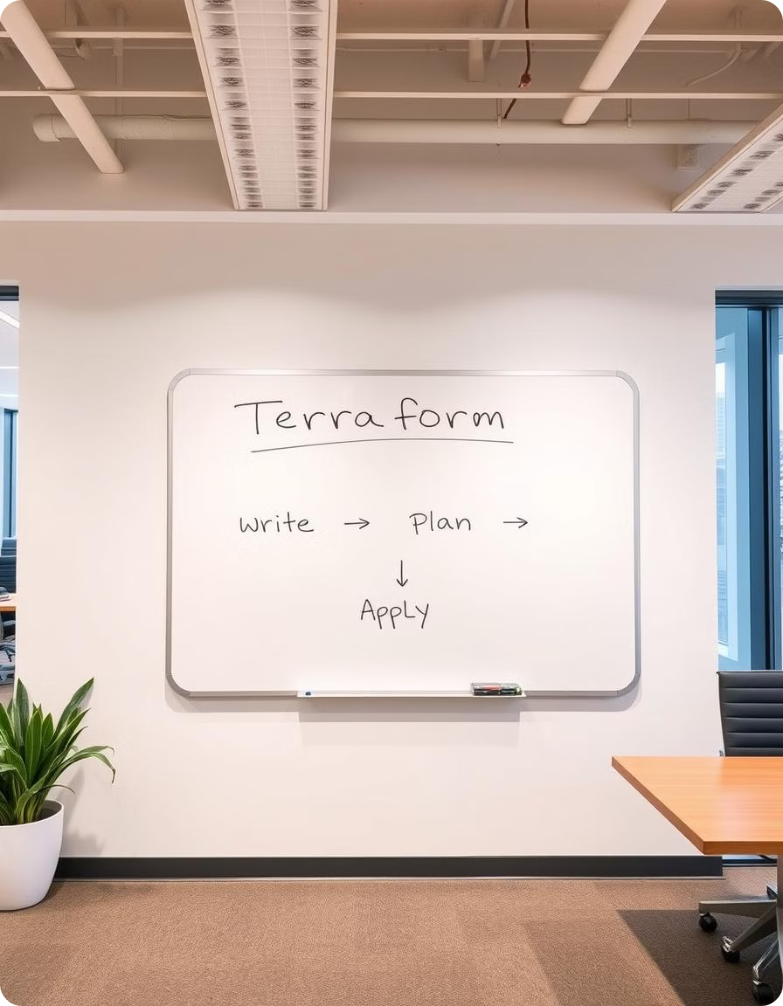 Terraform
Write → Plan →
↓
Apply